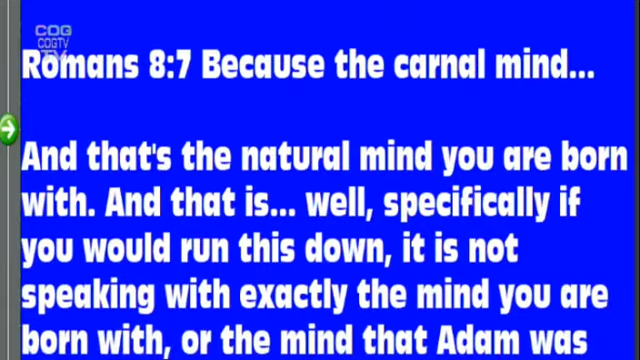 COG
COGTV
TV
Romans 8:7 Because the carnal mind...
And that's the natural mind you are born
with. And that is... well, specifically if
you would run this down, it is not
speaking with exactly the mind you are
born with, or the mind that Adam was